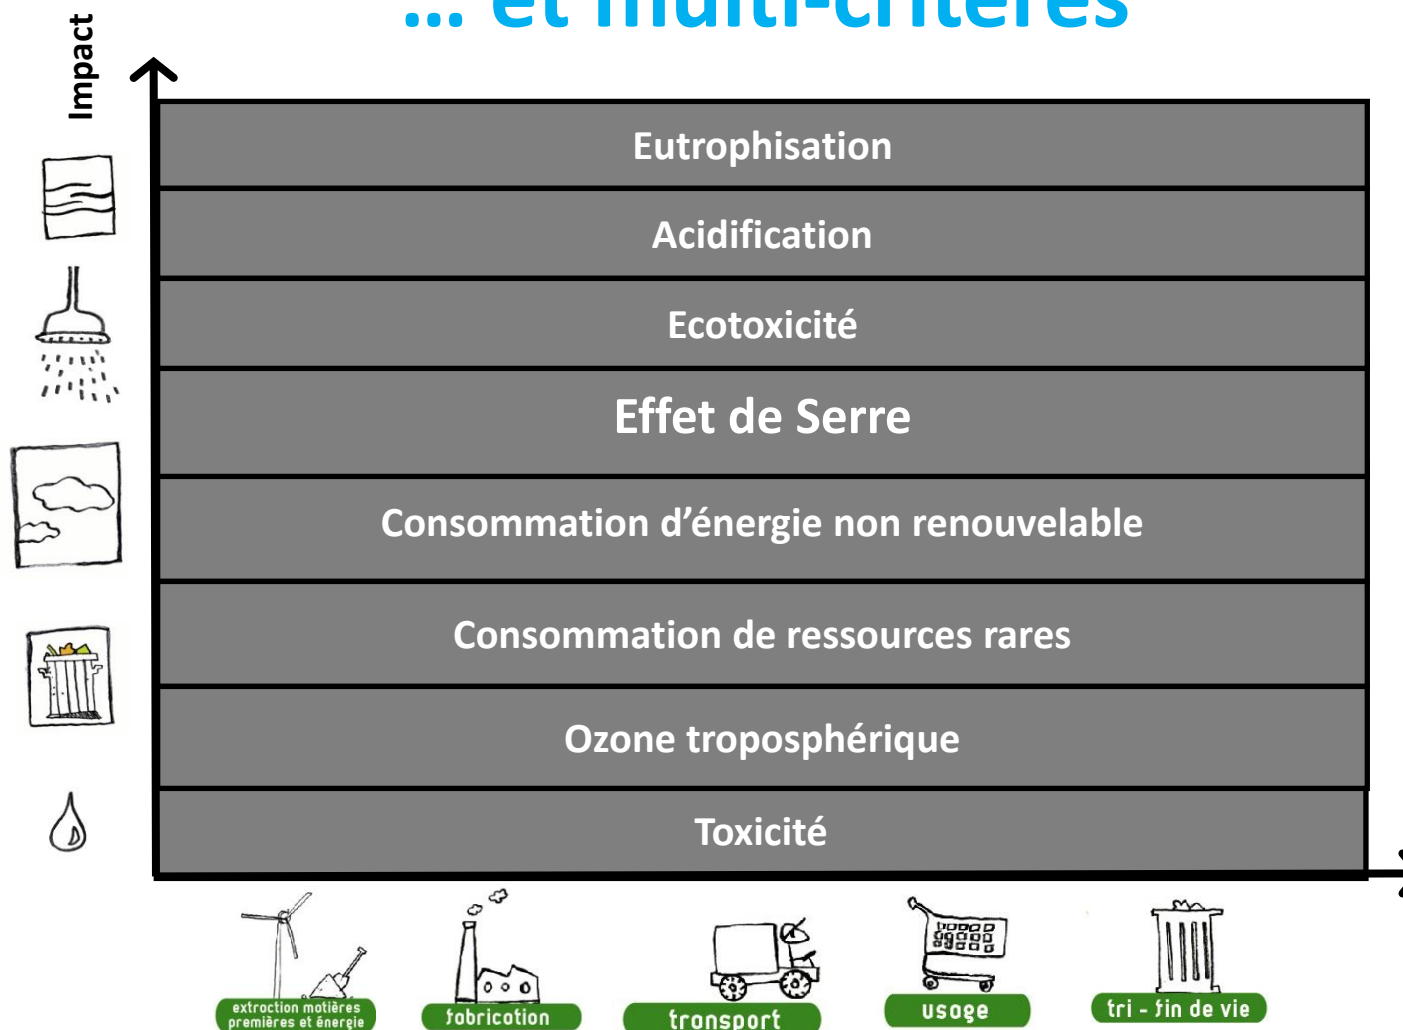 ... et multi-critères
Impact
Eutrophisation
Acidification
Ecotoxicité
Effet de Serre
Consommation d’énergie non renouvelable
Consommation de ressources rares
Ozone troposphérique
Toxicité
extraction matières
premières et énergie
fabrication
transport
usage
tri - fin de vie